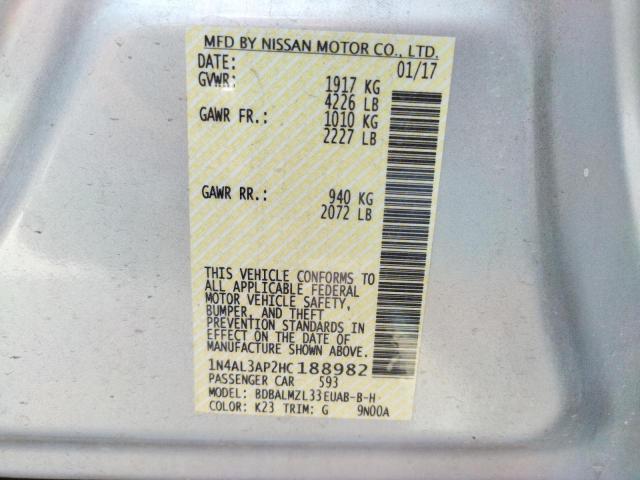 MFD BY NISSAN MOTOR CO., LTD.
DATE: 01/17
GVWR: 1917 KG
4226 LB
GAWR FR.: 1010 KG
2227 LB
GAWR RR.: 940 KG
2072 LB
THIS VEHICLE CONFORMS TO
ALL APPLICABLE FEDERAL
MOTOR VEHICLE SAFETY,
BUMPER, AND THEFT
PREVENTION STANDARDS IN
EFFECT ON THE DATE OF
MANUFACTURE SHOWN ABOVE.
1N4AL3AP2HC188982
PASSENGER CAR 593
MODEL: BDBALMZL33EUAB-B-H
COLOR: K23 TRIM: G 9N00A